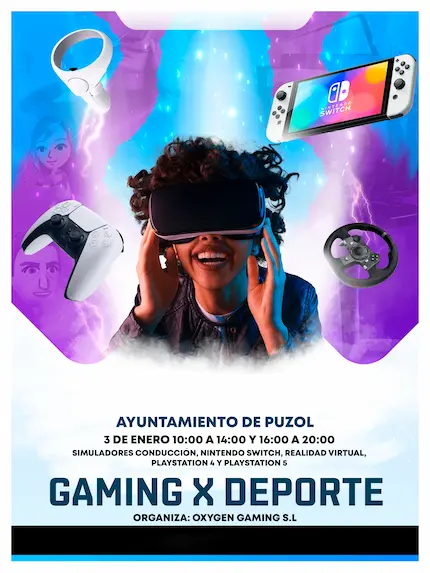 NINTENDO
SWITCH
AYUNTAMIENTO DE PUZOL
3 DE ENERO 10:00 A 14:00 Y 16:00 A 20:00
SIMULADORES CONDUCCION, NINTENDO SWITCH, REALIDAD VIRTUAL,
PLAYSTATION 4 Y PLAYSTATION 5
GAMING X DEPORTE
ORGANIZA: OXYGEN GAMING S.L